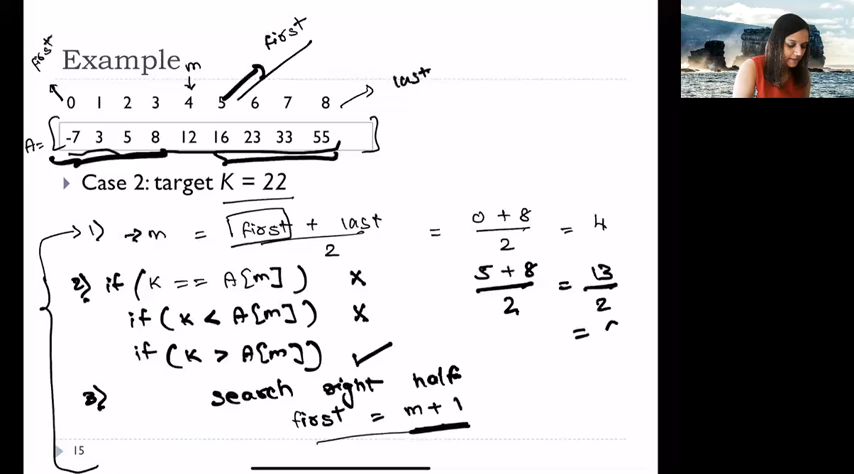 first
Example
m
first
last
0 1 2 3 4 5 6 7 8
A= [ -7 3 5 8 12 16 23 33 55 ]
Case 2: target K = 22
1) → m = first + last / 2 = 0 + 8 / 2 = 4
2) if (K == A[m]) x 5 + 8 / 2 = 13 / 2
if (K < A[m]) x =
if (K > A[m]) ✓
3) search right half
first = m + 1
15